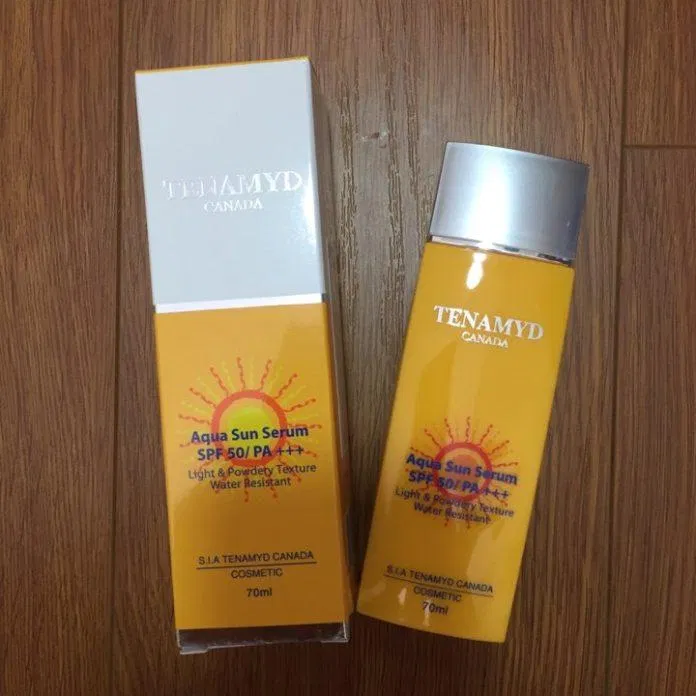 TENAMYD
CANADA
Aqua Sun Serum
SPF 50/ PA +++
Light & Powdery Texture
Water Resistant
S.I.A TENAMYD CANADA
COSMETIC
70ml
TENAMYD
CANADA
Aqua Sun Serum
SPF 50/ PA +++
Light & Powdery Texture
Water Resistant
S.I.A TENAMYD CANADA
COSMETIC
70ml